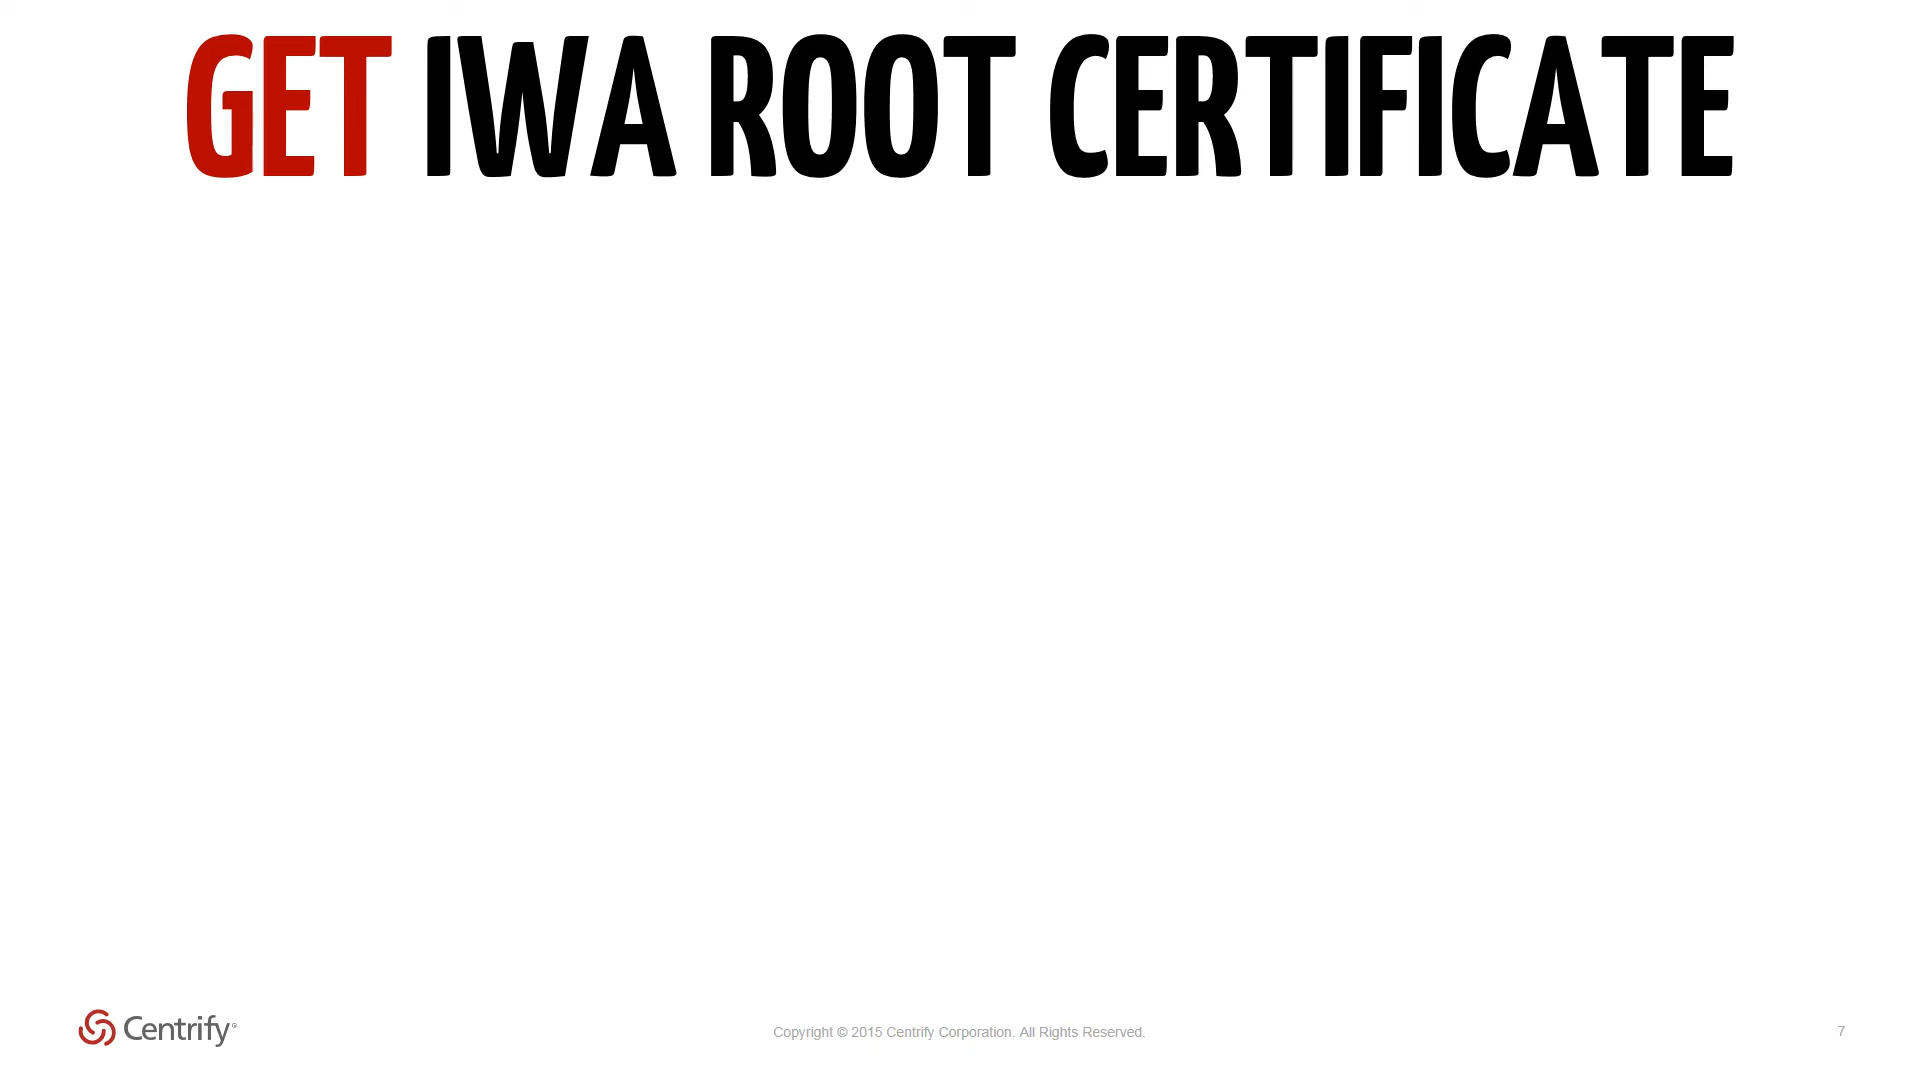 GET IWA ROOT CERTIFICATE
Centrify®
Copyright © 2015 Centrify Corporation. All Rights Reserved.
7